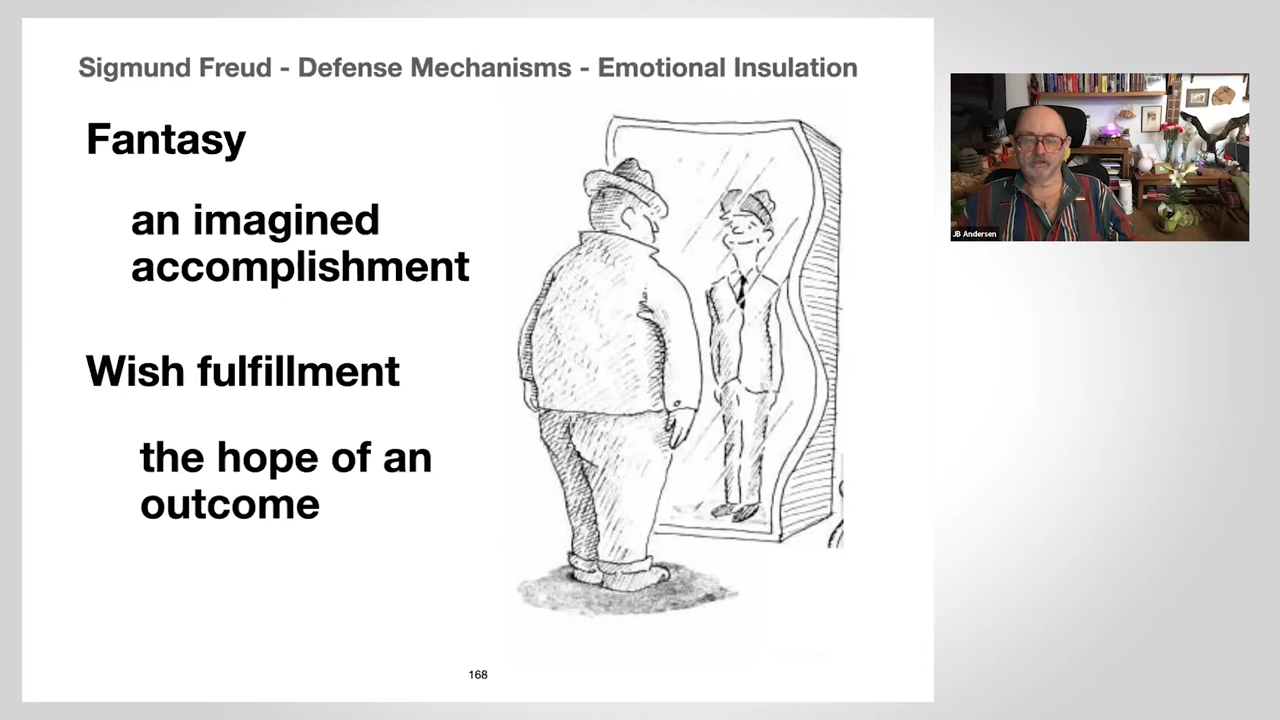 Sigmund Freud - Defense Mechanisms - Emotional Insulation
Fantasy
an imagined
accomplishment
Wish fulfillment
the hope of an
outcome
168
JB Andersen